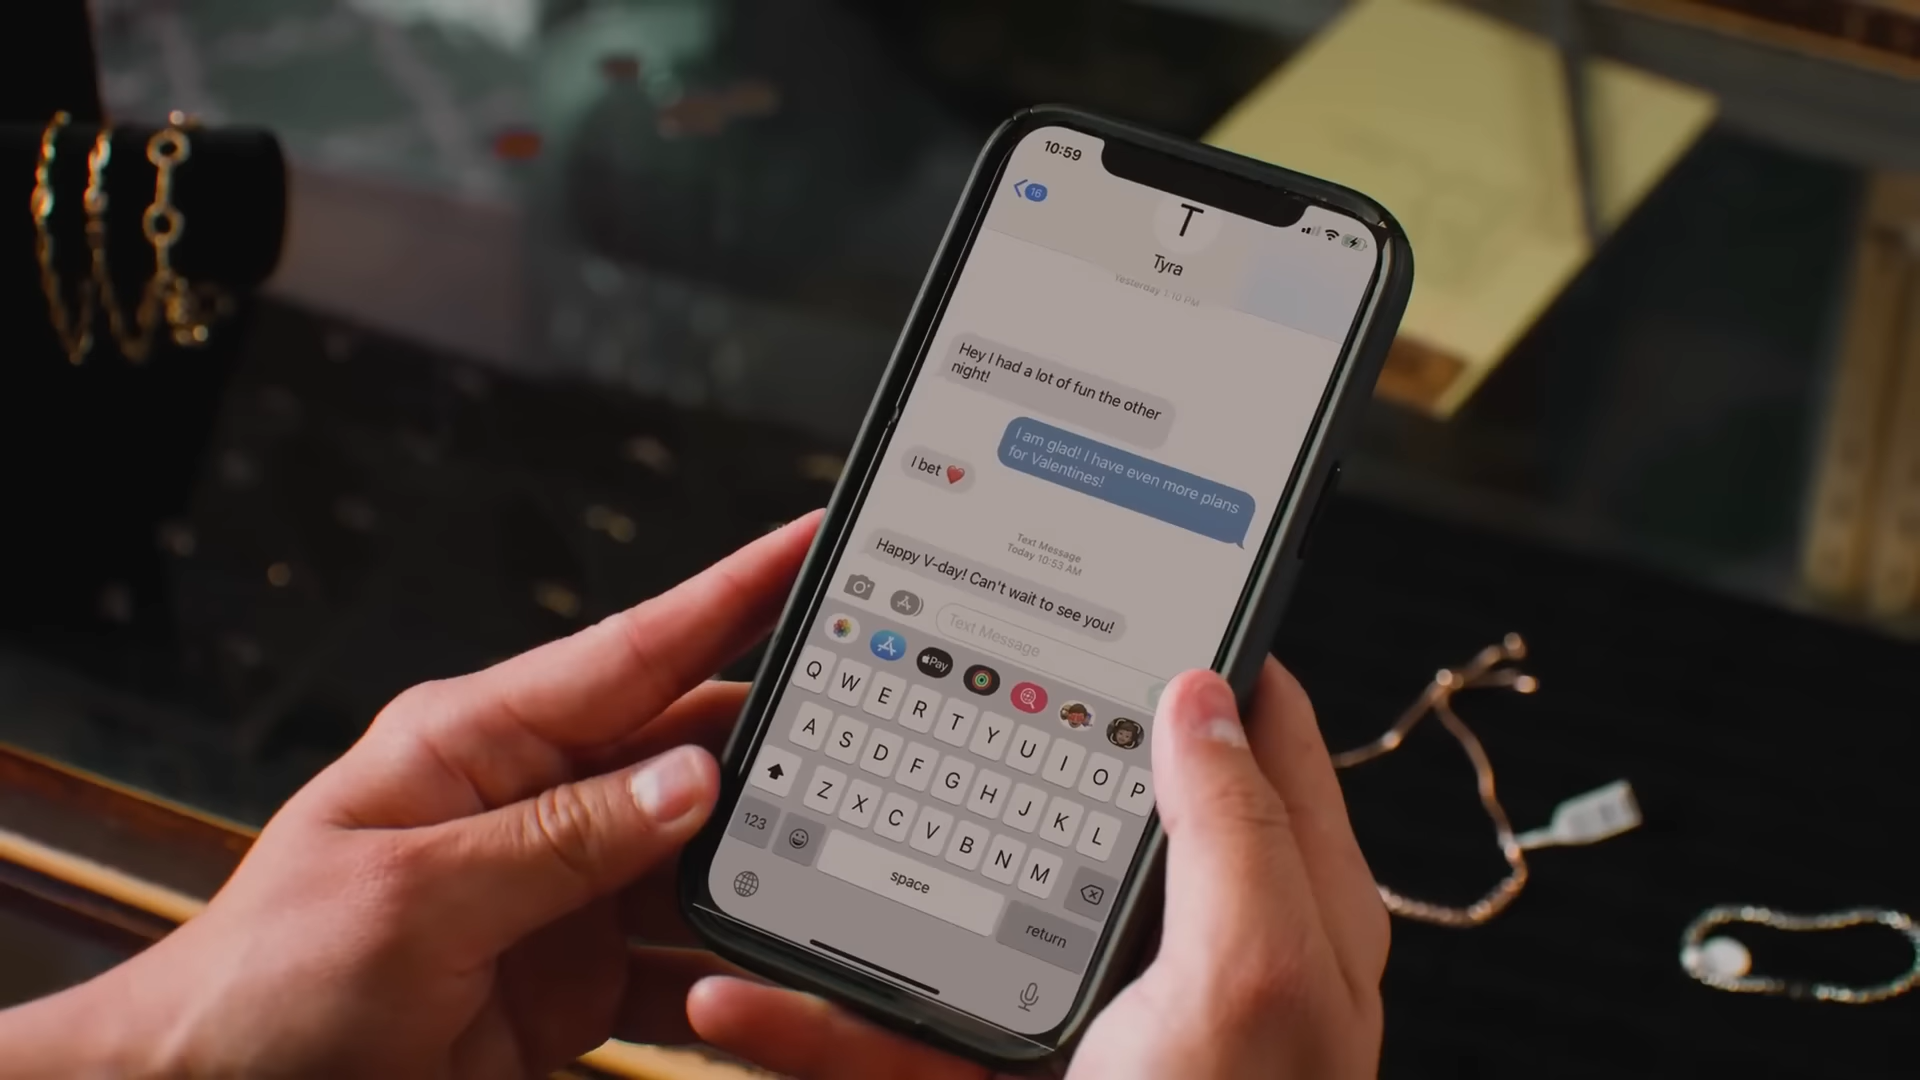 10:59
16
T
Tyra
Yesterday 1:10 PM
Hey I had a lot of fun the other
night!
I am glad! I have even more plans
for Valentines!
I bet ❤️
Text Message
Today 10:53 AM
Happy V-day! Can't wait to see you!
Text Message
Pay
Q W E R T Y U I O P
A S D F G H J K L
Z X C V B N M
123
space
return